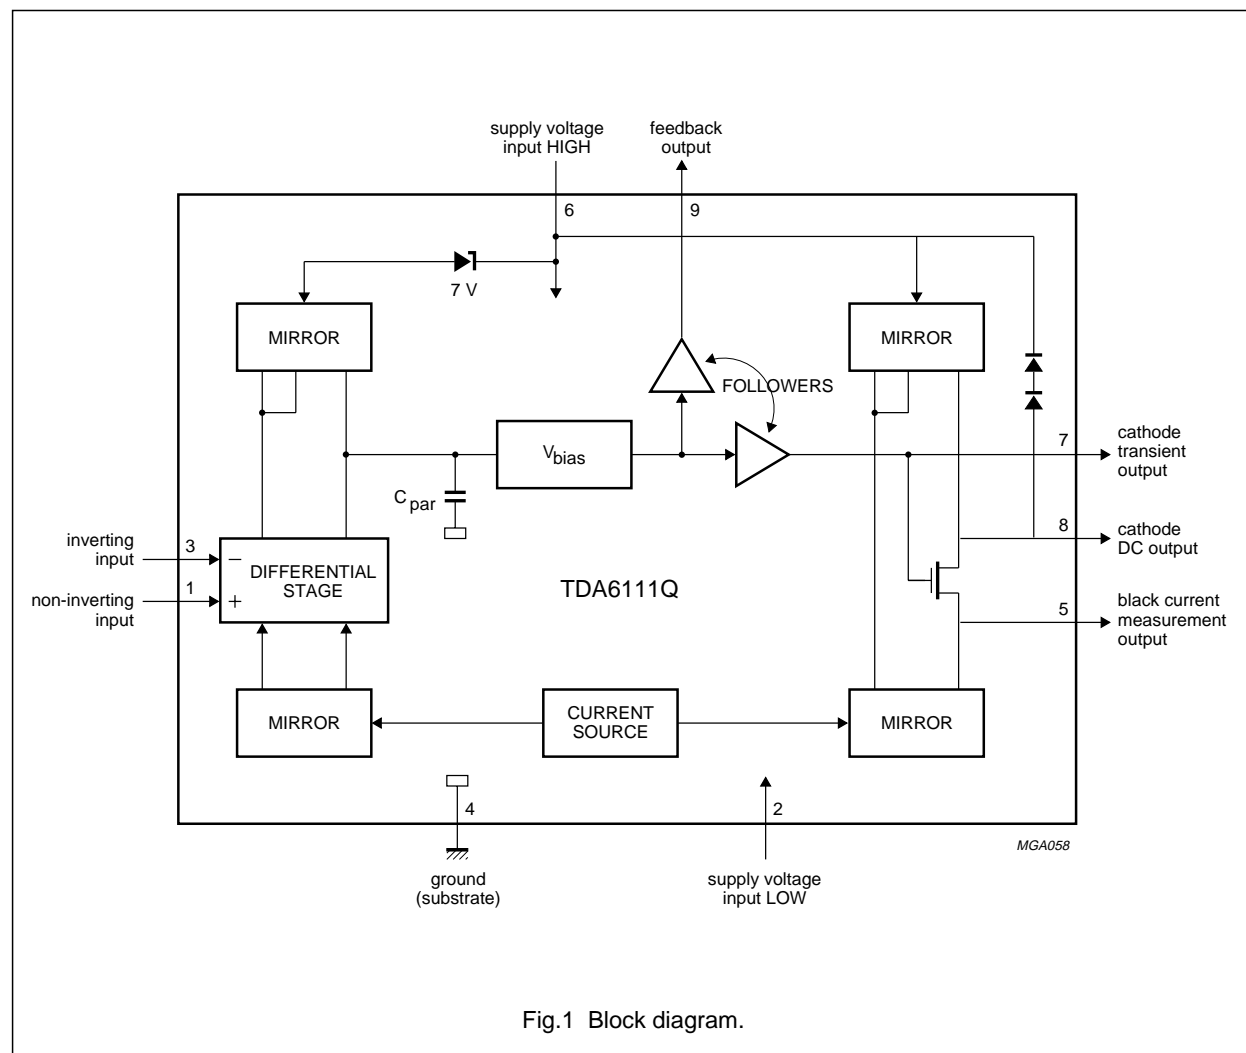 supply voltage
input HIGH
feedback
output
6
9
7 V
MIRROR
MIRROR
FOLLOWERS
Vbias
7
cathode
transient
output
Cpar
inverting
input
3
−
DIFFERENTIAL
STAGE
8
cathode
DC output
TDA6111Q
non-inverting
input
1
+
5
black current
measurement
output
MIRROR
CURRENT
SOURCE
MIRROR
4
2
MGA058
ground
(substrate)
supply voltage
input LOW
Fig.1 Block diagram.